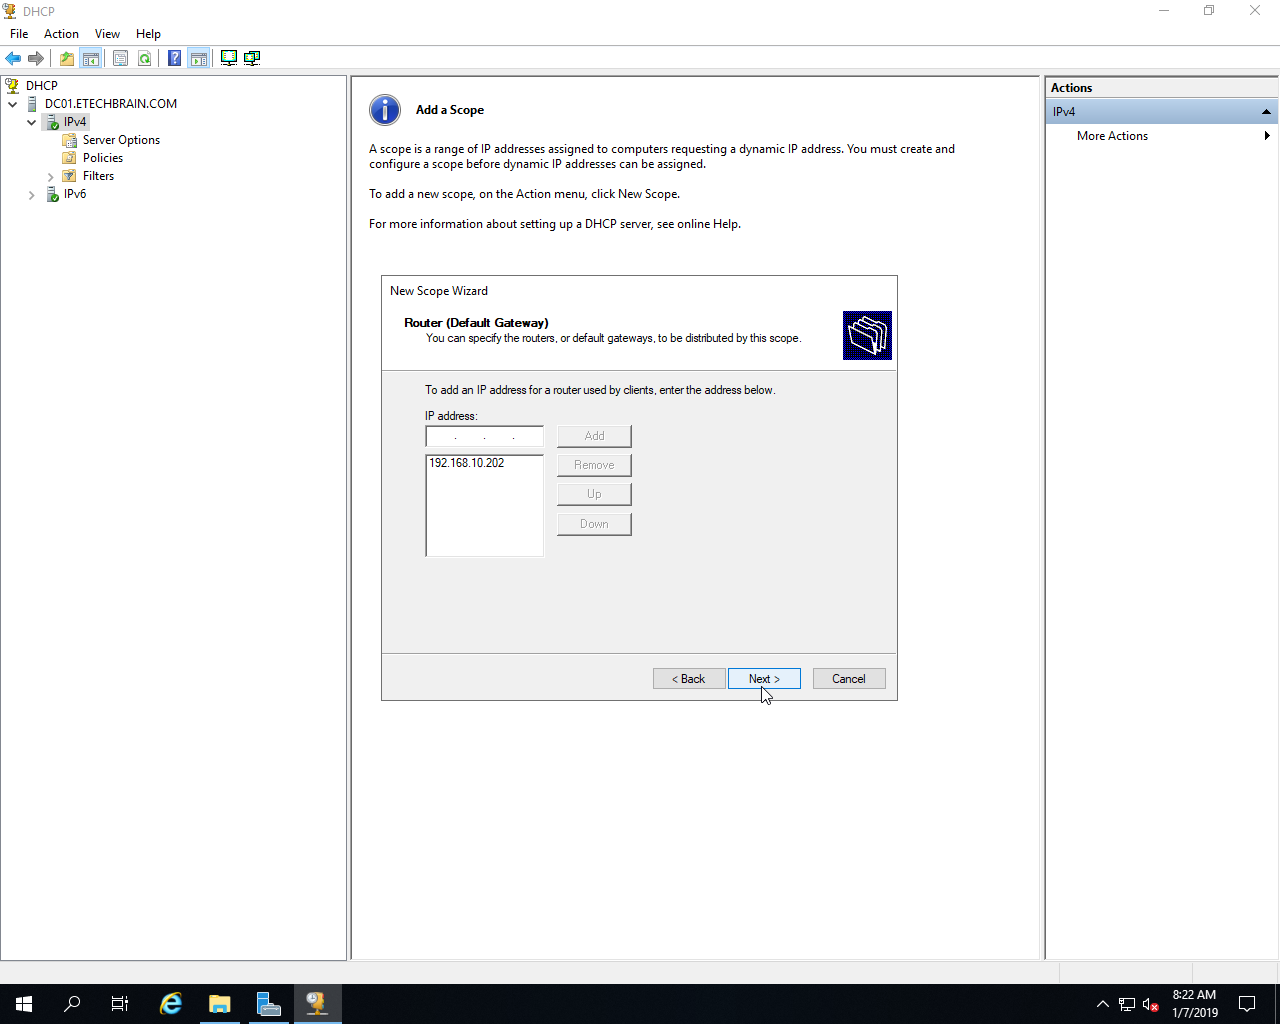 DHCP
File Action View Help
DHCP
DC01.ETECHBRAIN.COM
IPv4
Server Options
Policies
Filters
IPv6
Add a Scope
A scope is a range of IP addresses assigned to computers requesting a dynamic IP address. You must create and
configure a scope before dynamic IP addresses can be assigned.
To add a new scope, on the Action menu, click New Scope.
For more information about setting up a DHCP server, see online Help.
New Scope Wizard
Router (Default Gateway)
You can specify the routers, or default gateways, to be distributed by this scope.
To add an IP address for a router used by clients, enter the address below.
IP address:
. . .
Add
192.168.10.202
Remove
Up
Down
< Back Next > Cancel
Actions
IPv4
More Actions
8:22 AM
1/7/2019